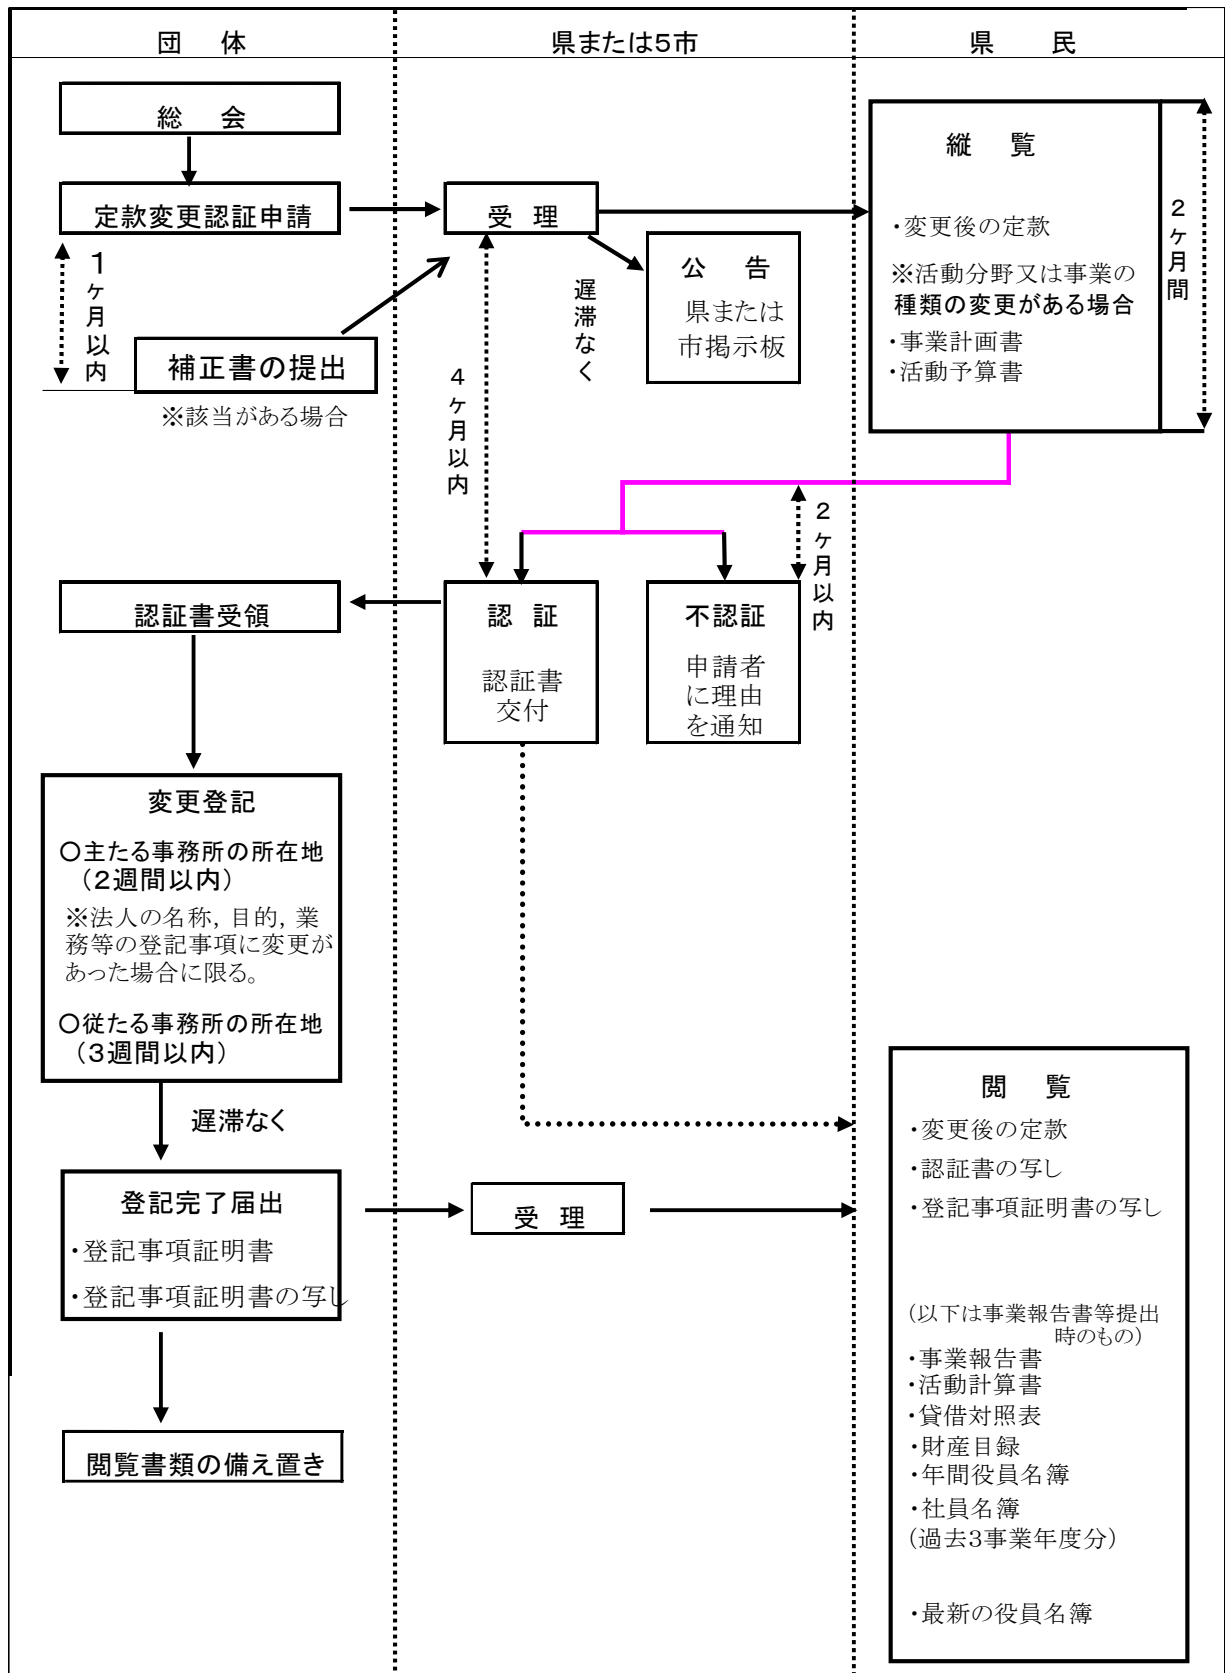 団　体
県または5市
県　民
総　会
定款変更認証申請
1ヶ月以内
補正書の提出
※該当がある場合
受 理
遅滞なく
公　告
県または
市掲示板
4ヶ月以内
縦　覧
・変更後の定款
※活動分野又は事業の
種類の変更がある場合
・事業計画書
・活動予算書
2ヶ月間
2ヶ月以内
認証書受領
認 証
認証書
交付
不認証
申請者
に理由
を通知
変更登記
○主たる事務所の所在地
(2週間以内)
※法人の名称, 目的, 業
務等の登記事項に変更が
あった場合に限る。
○従たる事務所の所在地
(3週間以内)
遅滞なく
登記完了届出
・登記事項証明書
・登記事項証明書の写し
受 理
閲覧書類の備え置き
閲　覧
・変更後の定款
・認証書の写し
・登記事項証明書の写し
(以下は事業報告書等提出
時のもの)
・事業報告書
・活動計算書
・貸借対照表
・財産目録
・年間役員名簿
・社員名簿
(過去3事業年度分)
・最新の役員名簿